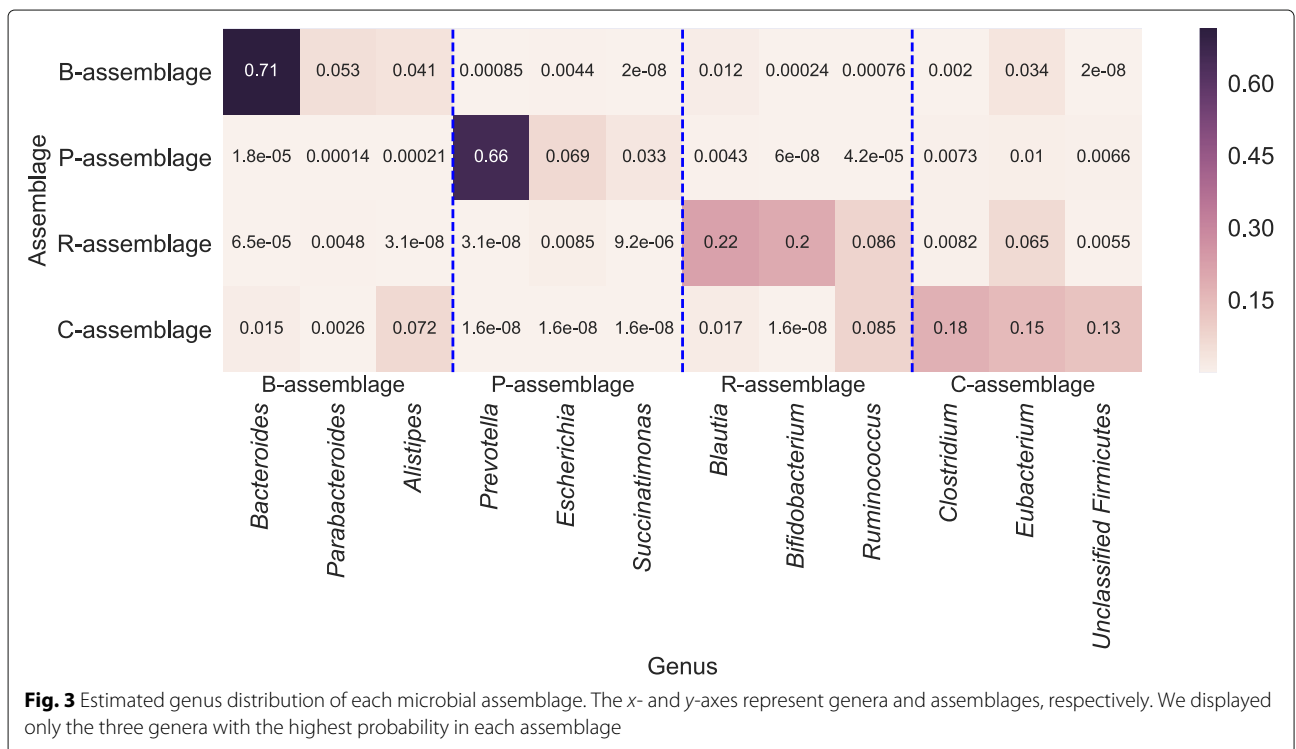 B-assemblage 0.71 0.053 0.041 0.00085 0.0044 2e-08 0.012 0.00024 0.00076 0.002 0.034 2e-08
P-assemblage 1.8e-05 0.00014 0.00021 0.66 0.069 0.033 0.0043 6e-08 4.2e-05 0.0073 0.01 0.0066
R-assemblage 6.5e-05 0.0048 3.1e-08 3.1e-08 0.0085 9.2e-06 0.22 0.2 0.086 0.0082 0.065 0.0055
C-assemblage 0.015 0.0026 0.072 1.6e-08 1.6e-08 1.6e-08 0.017 1.6e-08 0.085 0.18 0.15 0.13
Assemblage
0.60
0.45
0.30
0.15
B-assemblage P-assemblage R-assemblage C-assemblage
Bacteroides
Parabacteroides
Alistipes
Prevotella
Escherichia
Succinatimonas
Blautia
Bifidobacterium
Ruminococcus
Clostridium
Eubacterium
Unclassified Firmicutes
Genus
Fig. 3 Estimated genus distribution of each microbial assemblage. The x- and y-axes represent genera and assemblages, respectively. We displayed
only the three genera with the highest probability in each assemblage